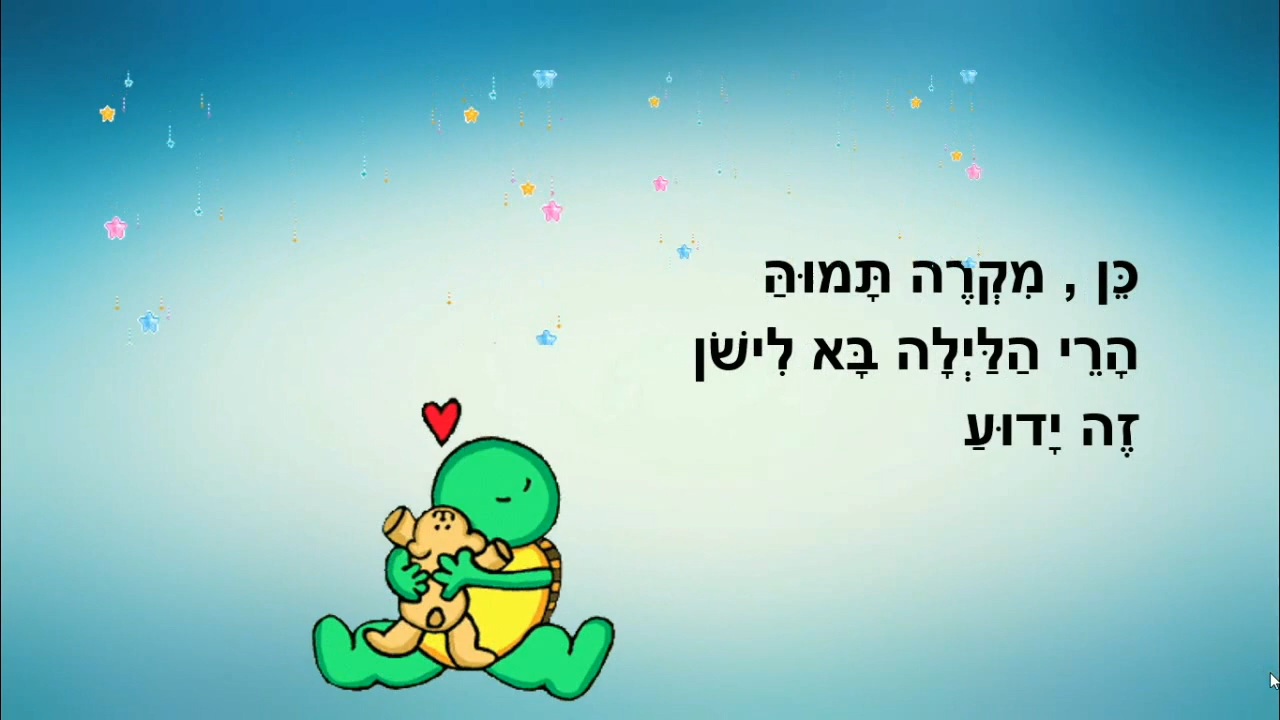 כֵּן , מִקְרֶה תָּמוּהַּ
הָרֵי הַלַּיְלָה בָּא לִישֹׁן
זֶה יָדוּעַ